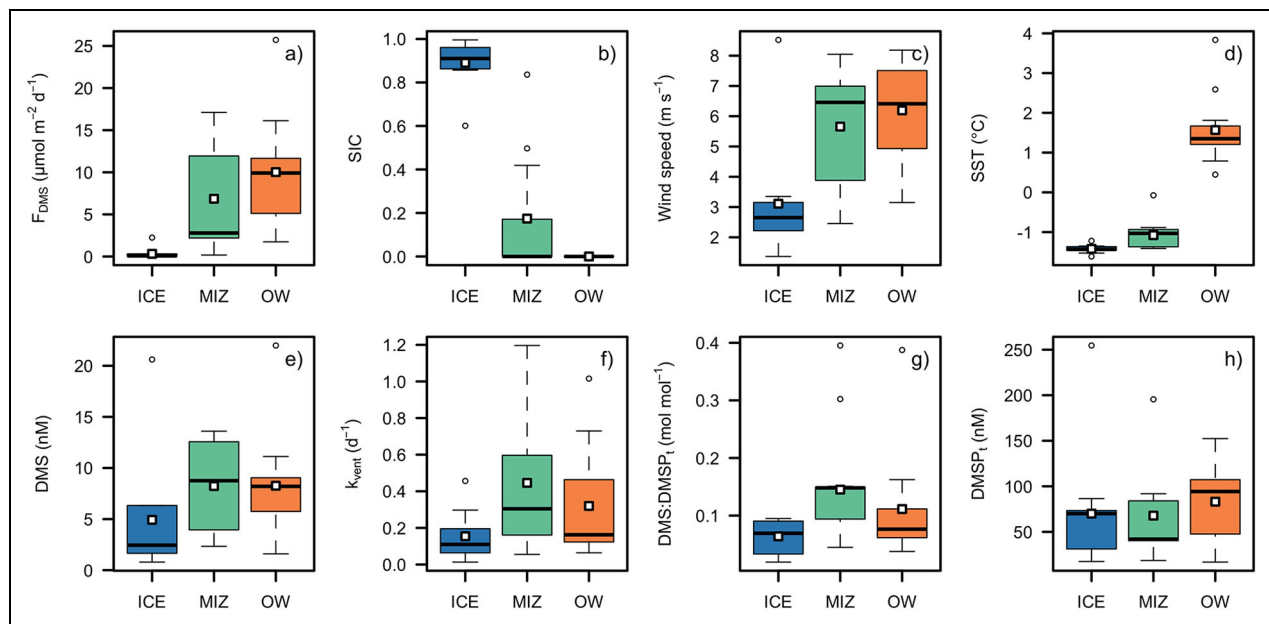 a)
F_DMS (µmol m⁻² d⁻¹)
25
20
15
10
5
0
ICE MIZ OW
b)
SIC
1.0
0.8
0.6
0.4
0.2
0.0
ICE MIZ OW
c)
Wind speed (m s⁻¹)
8
7
6
5
4
3
2
ICE MIZ OW
d)
SST (°C)
4
3
2
1
0
-1
ICE MIZ OW
e)
DMS (nM)
20
15
10
5
0
ICE MIZ OW
f)
k_vent (d⁻¹)
1.2
1.0
0.8
0.6
0.4
0.2
0.0
ICE MIZ OW
g)
DMS:DMSP_t (mol mol⁻¹)
0.4
0.3
0.2
0.1
ICE MIZ OW
h)
DMSP_t (nM)
250
200
150
100
50
ICE MIZ OW